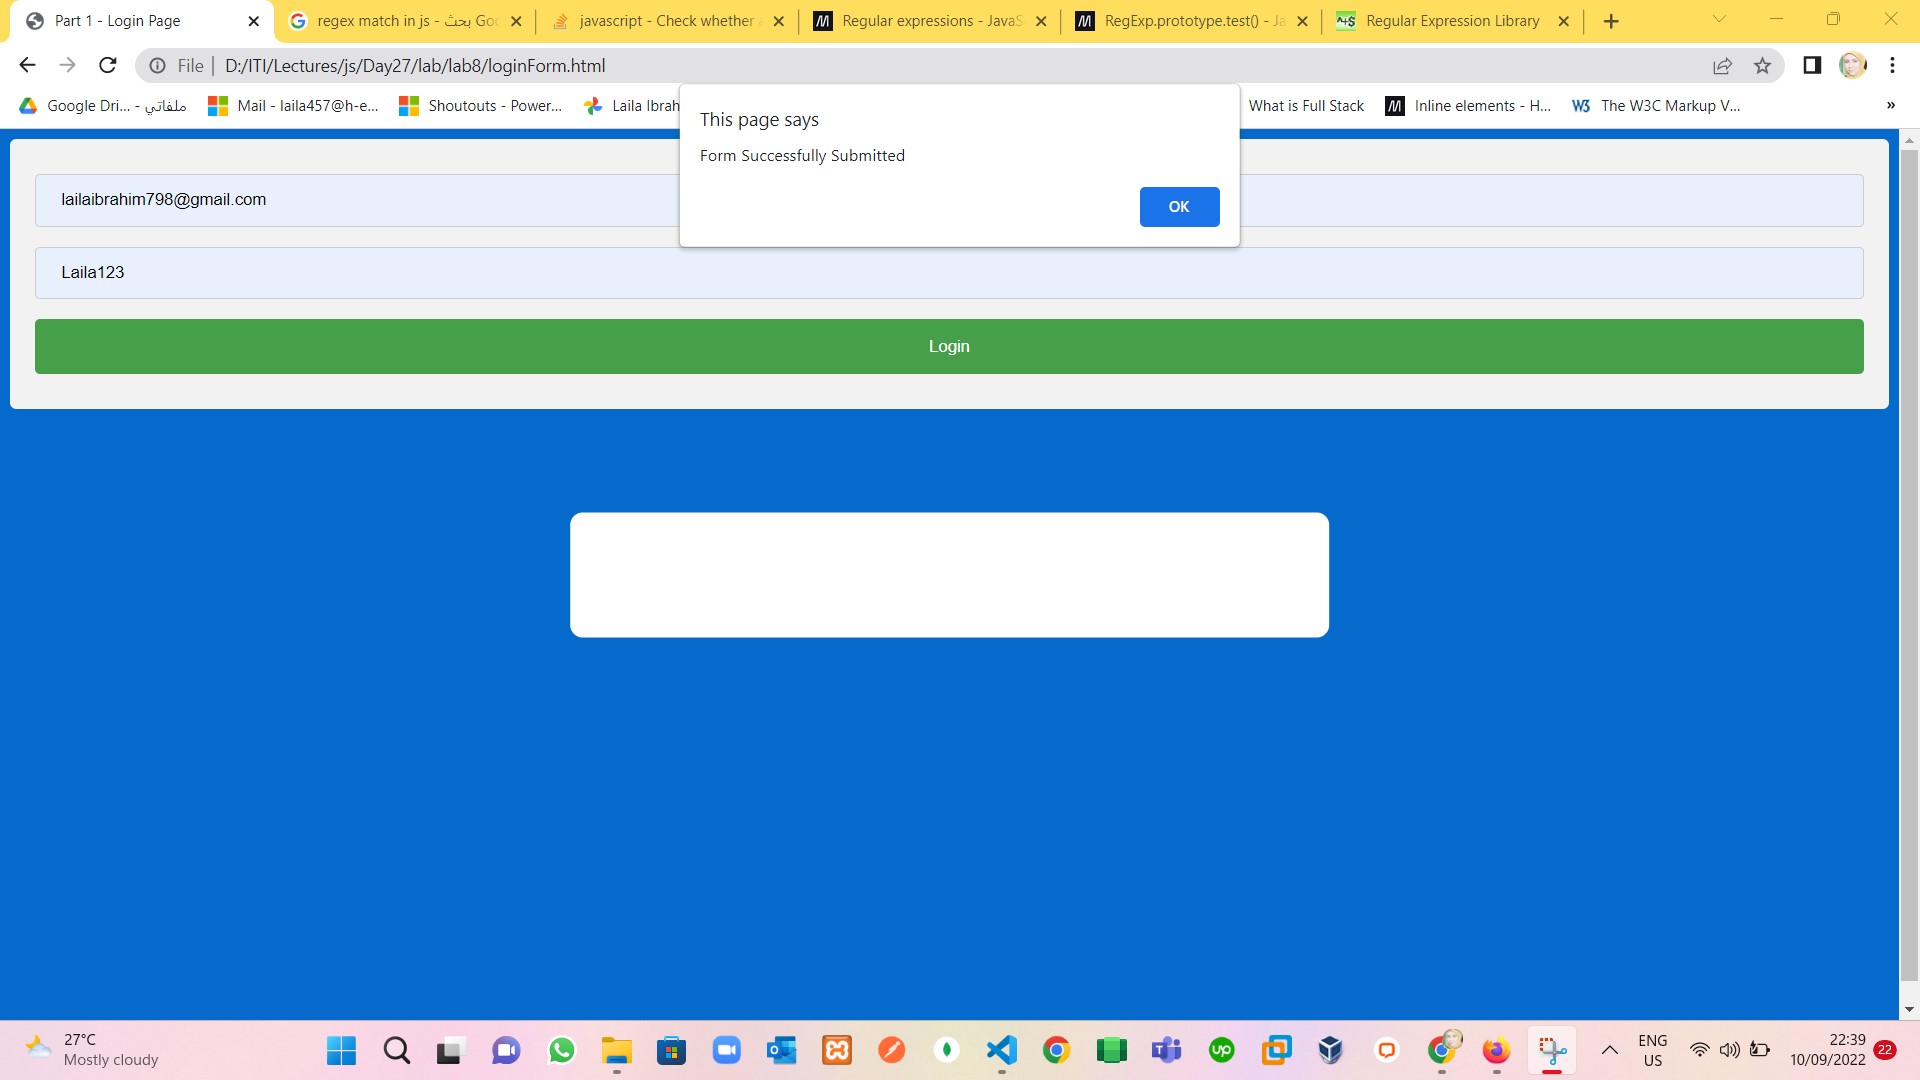 Part 1 - Login Page
regex match in js - بحث Goo
javascript - Check whether a
Regular expressions - JavaS
RegExp.prototype.test() - Ja
Regular Expression Library
File | D:/ITI/Lectures/js/Day27/lab/lab8/loginForm.html
Google Dri... - ملفاتي
Mail - laila457@h-e...
Shoutouts - Power...
Laila Ibrah
What is Full Stack
Inline elements - H...
The W3C Markup V...
»
This page says
Form Successfully Submitted
OK
lailaibrahim798@gmail.com
Laila123
Login
27°C
Mostly cloudy
ENG
US
22:39
10/09/2022
22